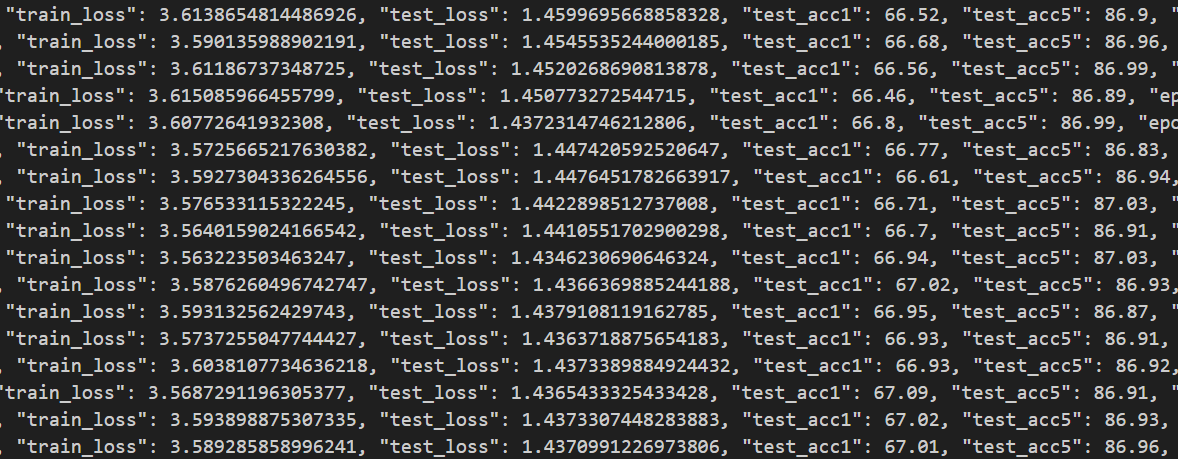 "train_loss": 3.6138654814486926, "test_loss": 1.4599695668858328, "test_acc1": 66.52, "test_acc5": 86.9, "
, "train_loss": 3.590135988902191, "test_loss": 1.4545535244000185, "test_acc1": 66.68, "test_acc5": 86.96,
, "train_loss": 3.61186737348725, "test_loss": 1.4520268690813878, "test_acc1": 66.56, "test_acc5": 86.99, "
"train_loss": 3.615085966455799, "test_loss": 1.450773272544715, "test_acc1": 66.46, "test_acc5": 86.89, "ep
"train_loss": 3.60772641932308, "test_loss": 1.4372314746212806, "test_acc1": 66.8, "test_acc5": 86.99, "epo
, "train_loss": 3.5725665217630382, "test_loss": 1.447420592520647, "test_acc1": 66.77, "test_acc5": 86.83,
, "train_loss": 3.5927304336264556, "test_loss": 1.4476451782663917, "test_acc1": 66.61, "test_acc5": 86.94,
"train_loss": 3.576533115322245, "test_loss": 1.4422898512737008, "test_acc1": 66.71, "test_acc5": 87.03, "
"train_loss": 3.5640159024166542, "test_loss": 1.4410551702900298, "test_acc1": 66.7, "test_acc5": 86.91, "
"train_loss": 3.563223503463247, "test_loss": 1.4346230690646324, "test_acc1": 66.94, "test_acc5": 87.03, "
, "train_loss": 3.5876260496742747, "test_loss": 1.4366369885244188, "test_acc1": 67.02, "test_acc5": 86.93,
"train_loss": 3.593132562429743, "test_loss": 1.4379108119162785, "test_acc1": 66.95, "test_acc5": 86.87, "
"train_loss": 3.5737255047744427, "test_loss": 1.43637718875654183, "test_acc1": 66.93, "test_acc5": 86.91,
, "train_loss": 3.6038107734636218, "test_loss": 1.4373389884924432, "test_acc1": 66.93, "test_acc5": 86.92,
"train_loss": 3.5687291196305377, "test_loss": 1.4365433325433428, "test_acc1": 67.09, "test_acc5": 86.91, "
, "train_loss": 3.593898875307335, "test_loss": 1.4373307448283883, "test_acc1": 67.02, "test_acc5": 86.93,
, "train_loss": 3.589285858996241, "test_loss": 1.4370991226973806, "test_acc1": 67.01, "test_acc5": 86.96,